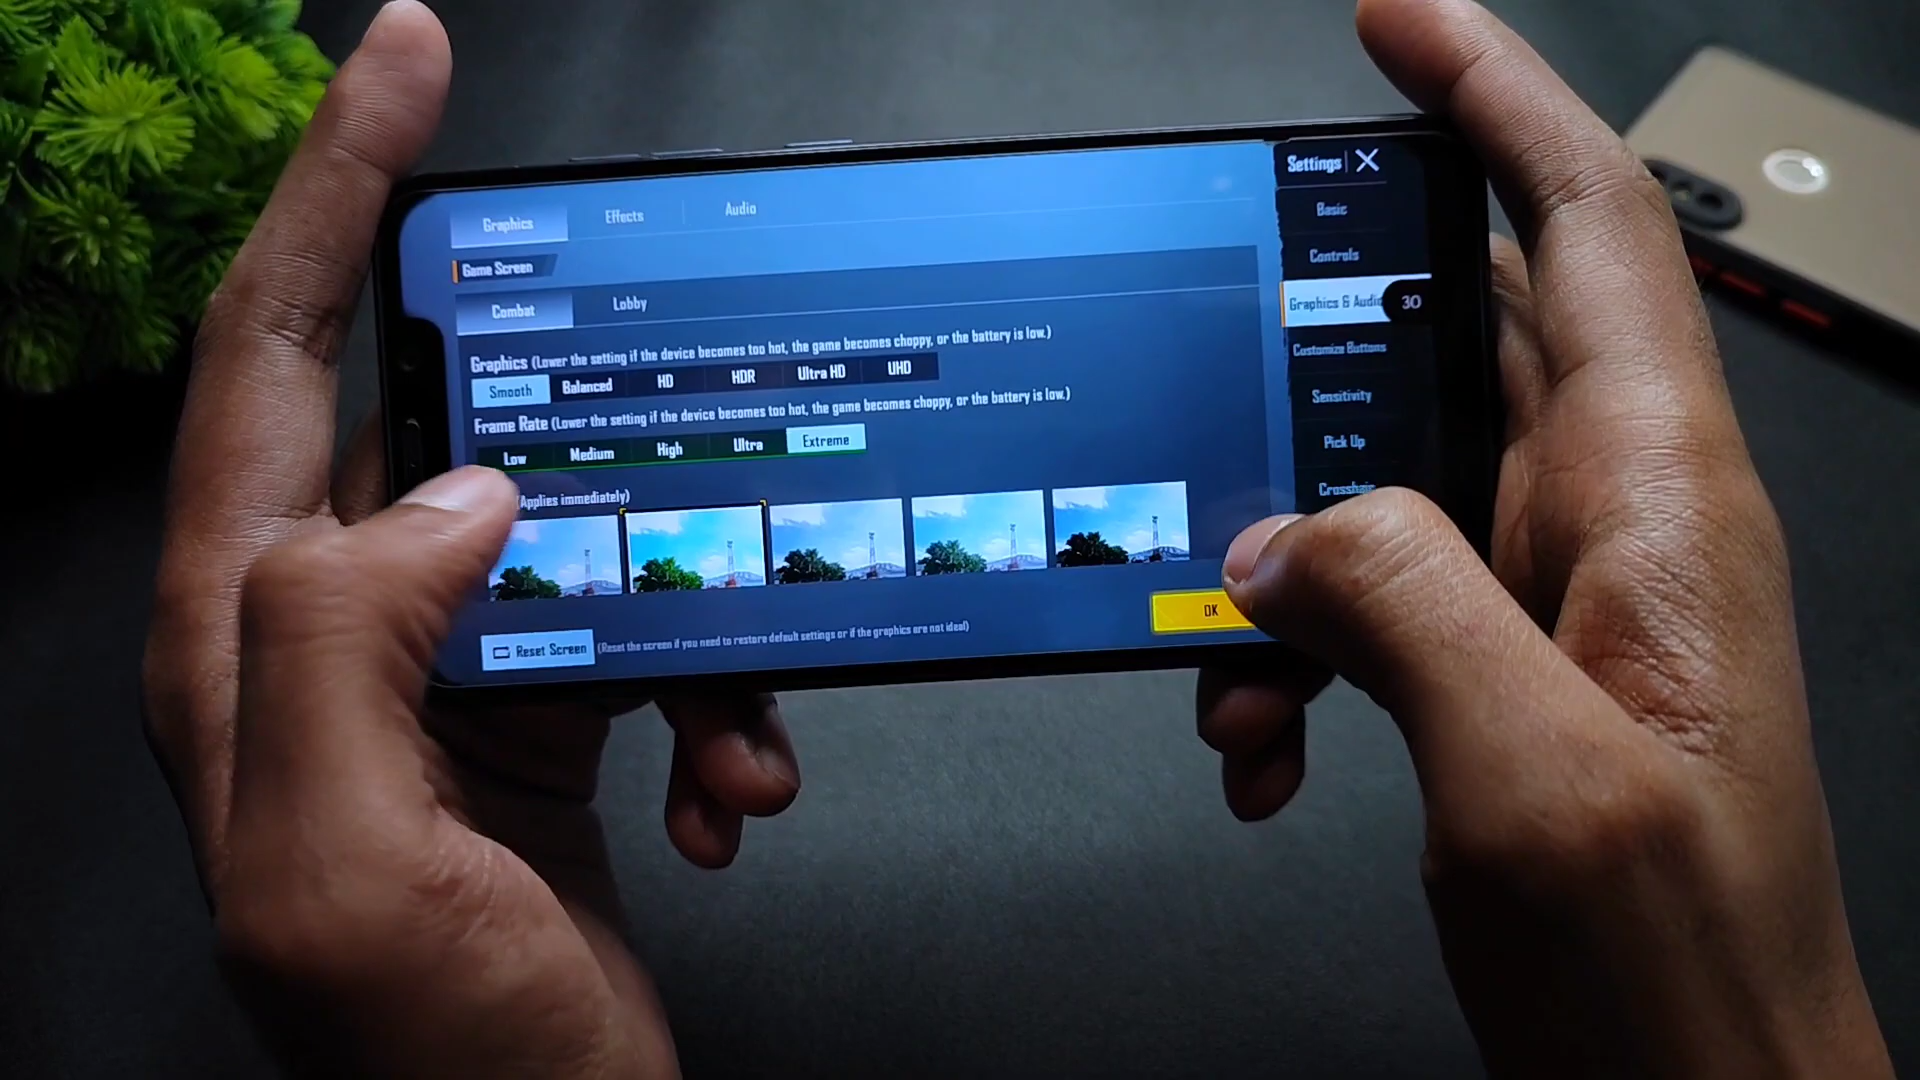 Settings
Graphics
Effects
Audio
Basic
Game Screen
Controls
Combat
Lobby
Graphics & Audio
30
Graphics (Lower the setting if the device becomes too hot, the game becomes choppy, or the battery is low.)
Customize Buttons
Smooth
Balanced
HD
HDR
Ultra HD
UHD
Frame Rate (Lower the setting if the device becomes too hot, the game becomes choppy, or the battery is low.)
Sensitivity
Low
Medium
High
Ultra
Extreme
Pick Up
(Applies immediately)
Crosshair
OK
Reset Screen
(Reset the screen if you need to restore default settings or if the graphics are not ideal)